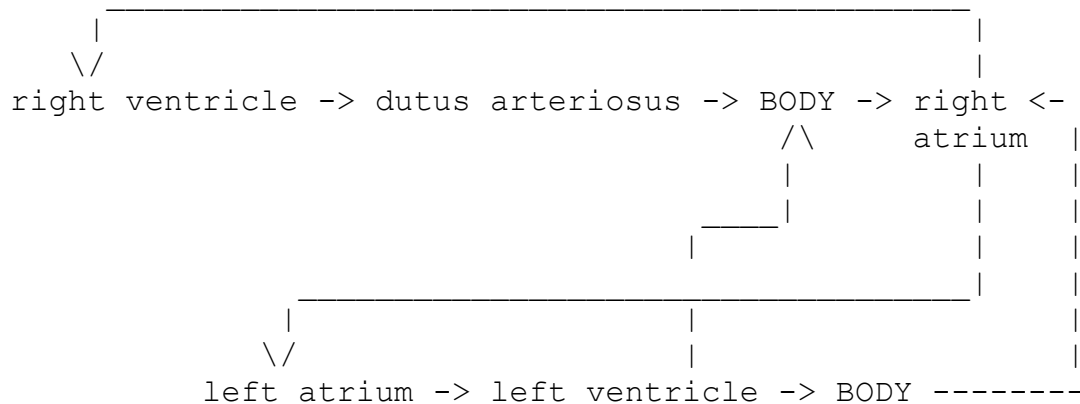 right ventricle -> dutus arteriosus -> BODY -> right <-
atrium
left atrium -> left ventricle -> BODY --------